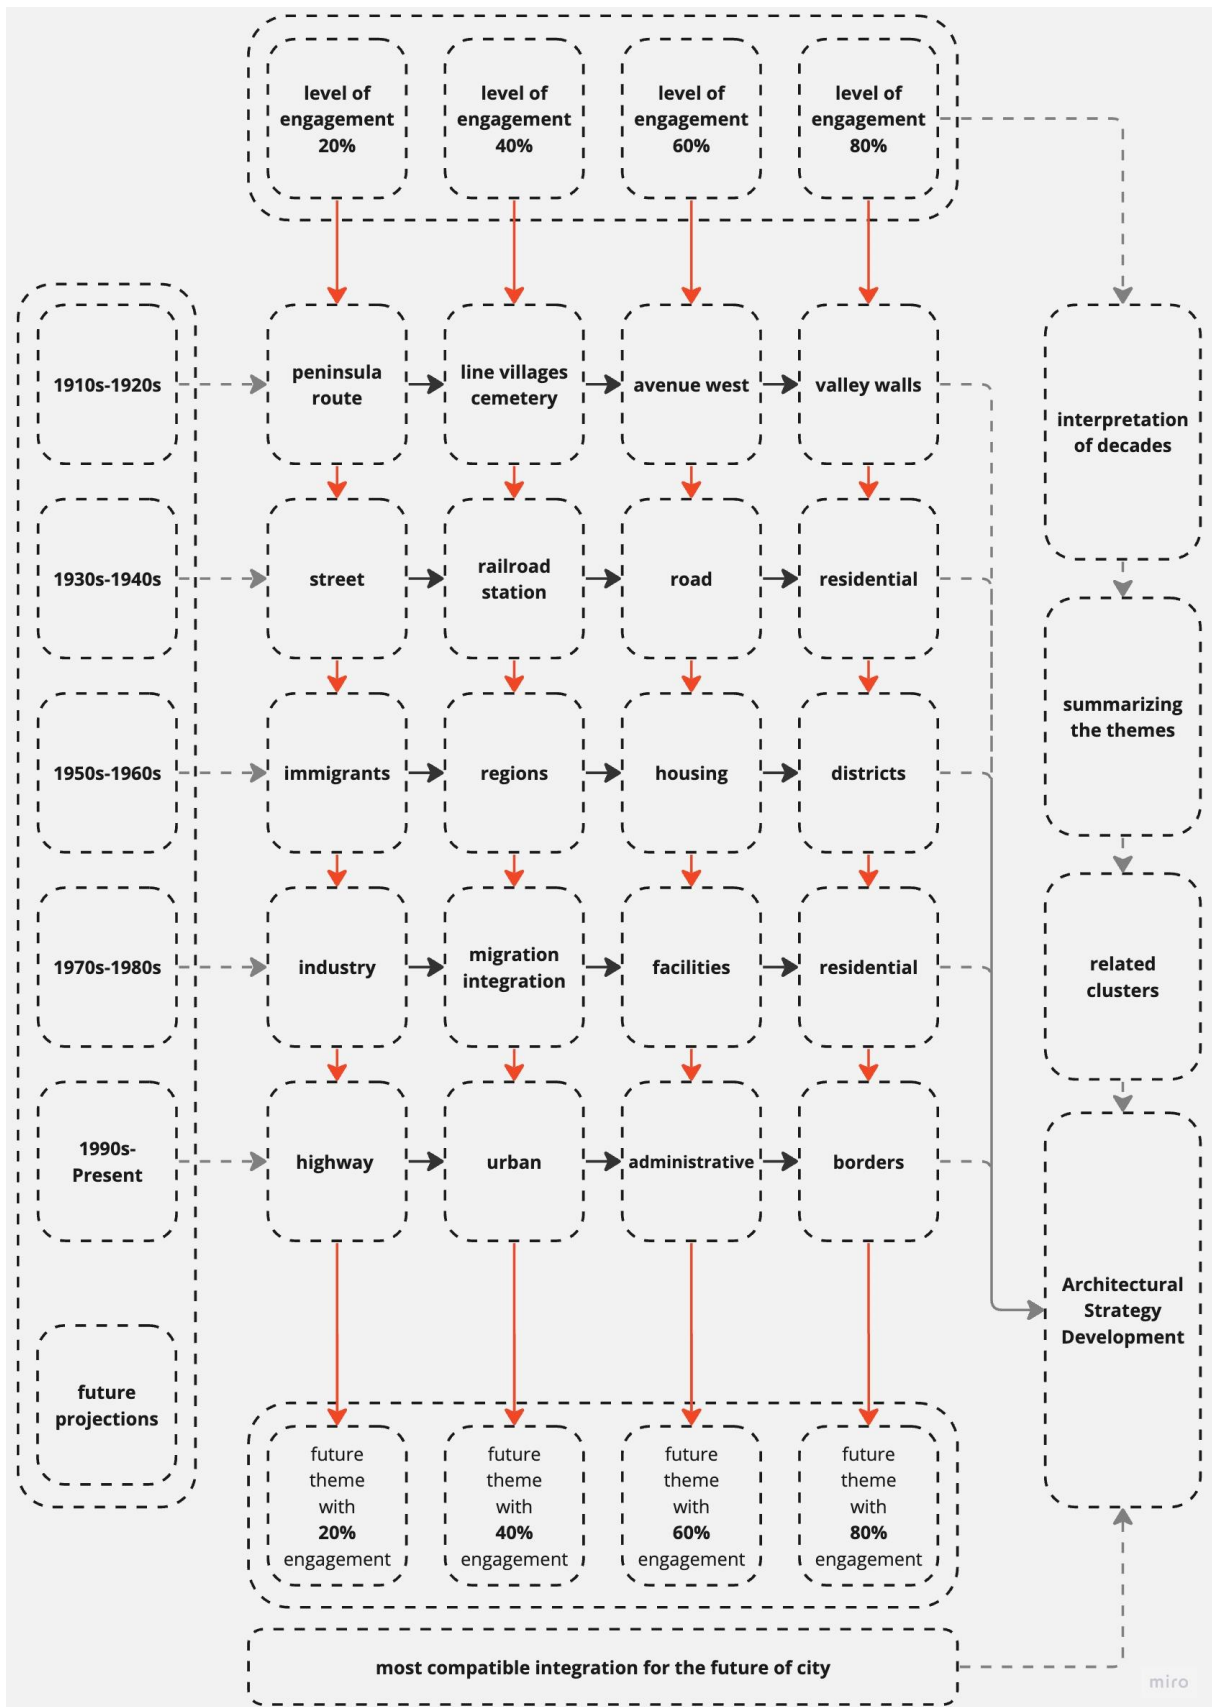 level of
engagement
20%
level of
engagement
40%
level of
engagement
60%
level of
engagement
80%
1910s-1920s
peninsula
route
line villages
cemetery
avenue west
valley walls
interpretation
of decades
1930s-1940s
street
railroad
station
road
residential
summarizing
the themes
1950s-1960s
immigrants
regions
housing
districts
1970s-1980s
industry
migration
integration
facilities
residential
related
clusters
1990s-
Present
highway
urban
administrative
borders
Architectural
Strategy
Development
future
projections
future
theme
with
20%
engagement
future
theme
with
40%
engagement
future
theme
with
60%
engagement
future
theme
with
80%
engagement
most compatible integration for the future of city
miro